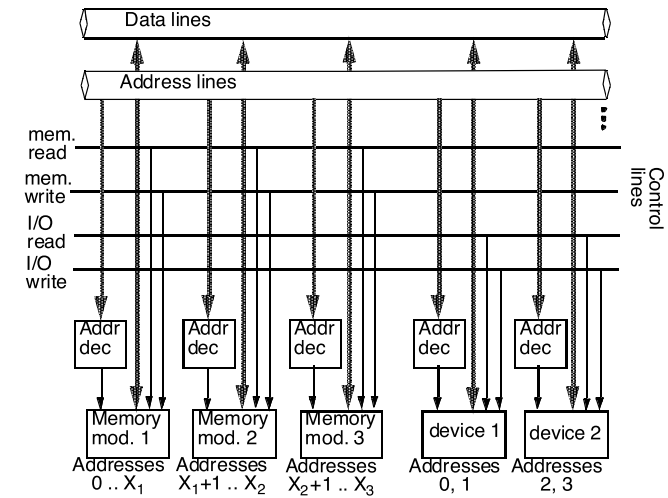 Data lines
Address lines
mem.
read
mem.
write
I/O
read
I/O
write
Control
lines
Addr
dec
Addr
dec
Addr
dec
Addr
dec
Addr
dec
Memory
mod. 1
Memory
mod. 2
Memory
mod. 3
device 1
device 2
Addresses
0 .. X₁
Addresses
X₁+1 .. X₂
Addresses
X₂+1 .. X₃
Addresses
0, 1
Addresses
2, 3